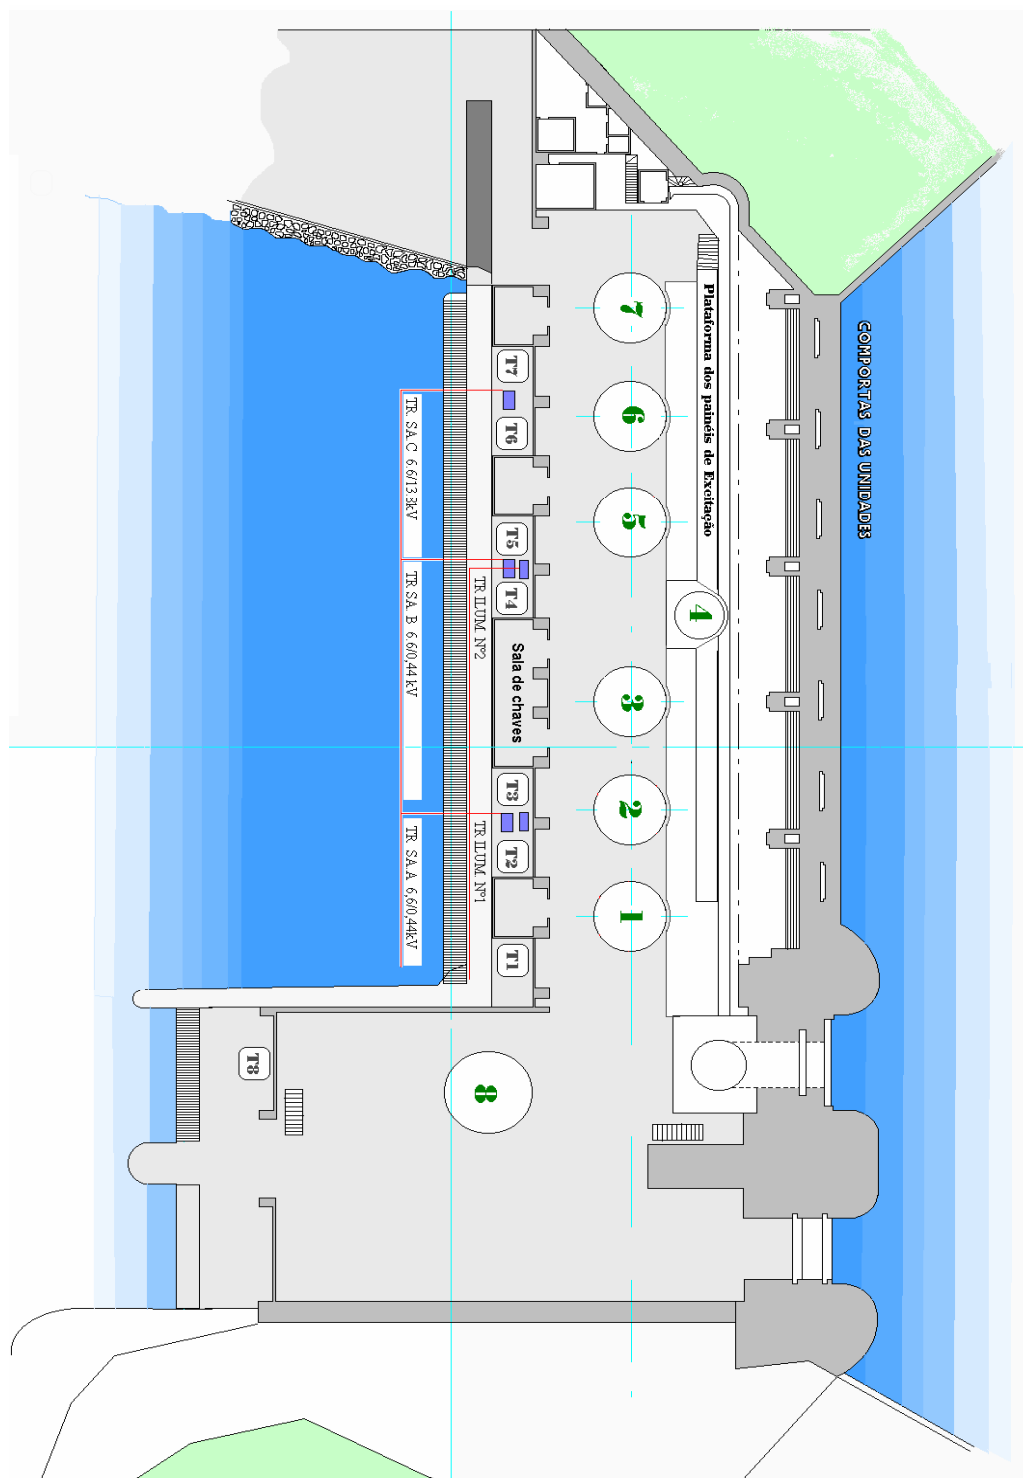 COMPORTAS DAS UNIDADES
Plataforma dos painéis de Excitação
7
6
5
4
3
2
1
8
T7
T6
T5
T4
Sala de chaves
T3
T2
T1
T8
TR ILUM. Nº2
TR ILUM. Nº1
TR. SA.C 6.6/13.8kV
TR SA. B 6.6/0,44 kV
TR SA.A 6,6/0,44kV